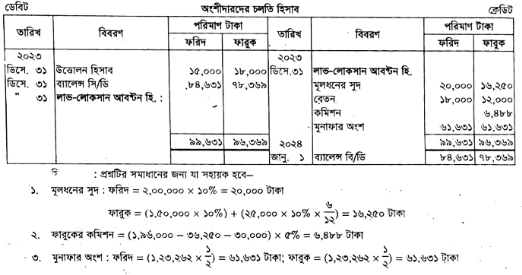 ডেবিট অংশীদারদের চলতি হিসাব ক্রেডিট
তারিখ বিবরণ পরিমাণ টাকা তারিখ বিবরণ পরিমাণ টাকা
ফরিদ ফারুক ফরিদ ফারুক
২০২৩ ২০২৩
ডিসে. ৩১ উত্তোলন হিসাব ১৫,০০০ ১৮,০০০ ডিসে.৩১ লাভ-লোকসান আবন্টন হি.
ডিসে. ৩১ ব্যালেন্স সি/ডি ,৮৪,৬৩১ ৭৮,৩৬৯ মূলধনের সুদ ২০,০০০ ১৬,২৫০
" ৩১ লাভ-লোকসান আবন্টন হি. : বেতন ১৮,০০০ ১২,০০০
কমিশন ৬,৪৮৮
মুনাফার অংশ ৬১,৬৩১ ৬১,৬৩১
৯৯,৬৩১ ৯৬,৩৬৯ ২০২৪ ৯৯,৬৩১ ৯৬,৩৬৯
জানু. ১ ব্যালেন্স বি/ডি ৮৪,৬৩১ ৭৮,৩৬৯
: প্রশ্নটির সমাধানের জন্য যা সহায়ক হবে–
১. মূলধনের সুদ : ফরিদ = ২,০০,০০০ × ১০% = ২০,০০০ টাকা
ফারুক = (১,৫০,০০০ × ১০%) + (২৫,০০০ × ১০% × ৬/১২) = ১৬,২৫০ টাকা
২. ফারুকের কমিশন = (১,৯৬,০০০ – ৩৬,২৫০ – ৩০,০০০) × ৫% = ৬,৪৮৮ টাকা
৩. মুনাফার অংশ : ফরিদ = (১,২৩,২৬২ × ১/২) = ৬১,৬৩১ টাকা; ফারুক = (১,২৩,২৬২ × ১/২) = ৬১,৬৩১ টাকা